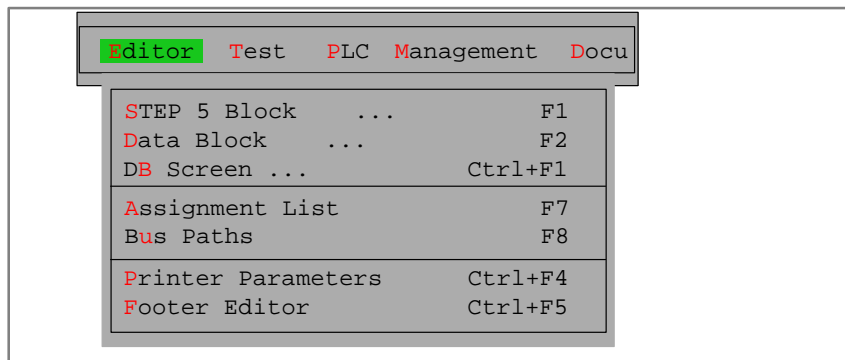 Editor Test PLC Management Docu
STEP 5 Block ... F1
Data Block ... F2
DB Screen ... Ctrl+F1
Assignment List F7
Bus Paths F8
Printer Parameters Ctrl+F4
Footer Editor Ctrl+F5